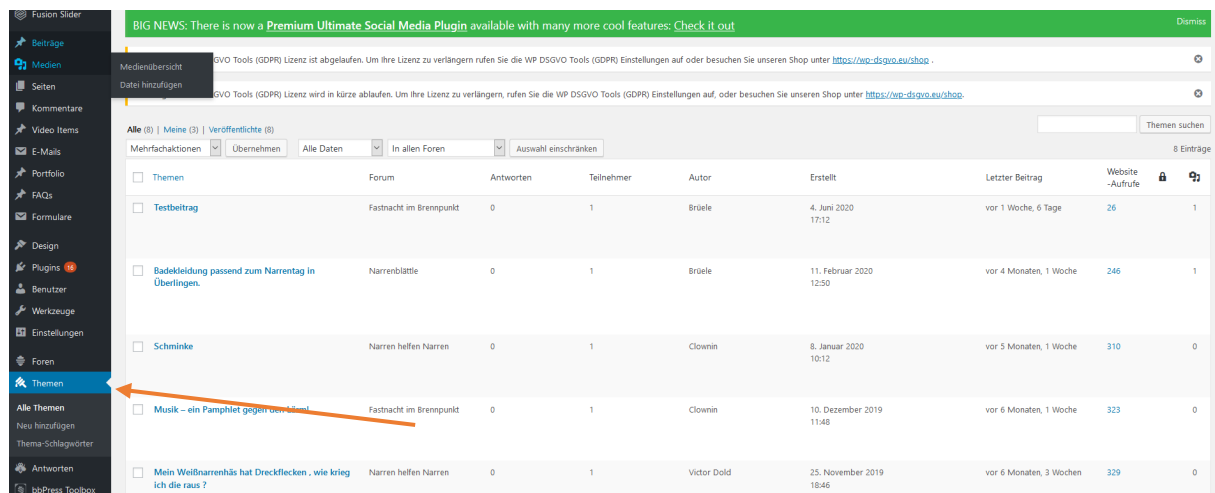 Fusion Slider
Beiträge
Medien
Seiten
Kommentare
Video Items
E-Mails
Portfolio
FAQs
Formulare
Design
Plugins 16
Benutzer
Werkzeuge
Einstellungen
Foren
Themen
Alle Themen
Neu hinzufügen
Thema-Schlagwörter
Antworten
bbPress Toolbox
Medienübersicht
Datei hinzufügen
BIG NEWS: There is now a Premium Ultimate Social Media Plugin available with many more cool features: Check it out
Dismiss
GVO Tools (GDPR) Lizenz ist abgelaufen. Um Ihre Lizenz zu verlängern rufen Sie die WP DSGVO Tools (GDPR) Einstellungen auf oder besuchen Sie unseren Shop unter https://wp-dsgvo.eu/shop .
GVO Tools (GDPR) Lizenz wird in kürze ablaufen. Um Ihre Lizenz zu verlängern, rufen Sie die WP DSGVO Tools (GDPR) Einstellungen auf, oder besuchen Sie unseren Shop unter https://wp-dsgvo.eu/shop.
Themen suchen
Alle (8) | Meine (3) | Veröffentlichte (8)
Mehrfachaktionen Übernehmen Alle Daten In allen Foren Auswahl einschränken 8 Einträge
Themen Forum Antworten Teilnehmer Autor Erstellt Letzter Beitrag Website
-Aufrufe
Testbeitrag Fastnacht im Brennpunkt 0 1 Brüele 4. Juni 2020 vor 1 Woche, 6 Tage 26 1
17:12
Badekleidung passend zum Narrentag in Narrenblättle 0 1 Brüele 11. Februar 2020 vor 4 Monaten, 1 Woche 246 1
Überlingen. 12:50
Schminke Narren helfen Narren 0 1 Clownin 8. Januar 2020 vor 5 Monaten, 1 Woche 310 0
10:12
Musik – ein Pamphlet gegen den Fastnacht im Brennpunkt 0 1 Clownin 10. Dezember 2019 vor 6 Monaten, 1 Woche 323 0
11:48
Mein Weißnarrenhäs hat Dreckflecken , wie krieg Narren helfen Narren 0 1 Victor Dold 25. November 2019 vor 6 Monaten, 3 Wochen 329 0
ich die raus ? 18:46